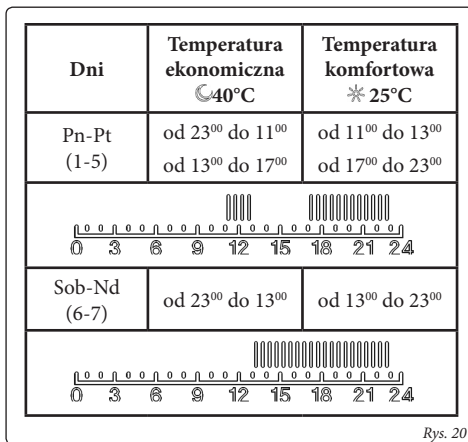 Dni
Temperatura
ekonomiczna
40°C
Temperatura
komfortowa
25°C
Pn-Pt
(1-5)
od 23⁰⁰ do 11⁰⁰
od 13⁰⁰ do 17⁰⁰
od 11⁰⁰ do 13⁰⁰
od 17⁰⁰ do 23⁰⁰
0 3 6 9 12 15 18 21 24
Sob-Nd
(6-7)
od 23⁰⁰ do 13⁰⁰
od 13⁰⁰ do 23⁰⁰
0 3 6 9 12 15 18 21 24
Rys. 20